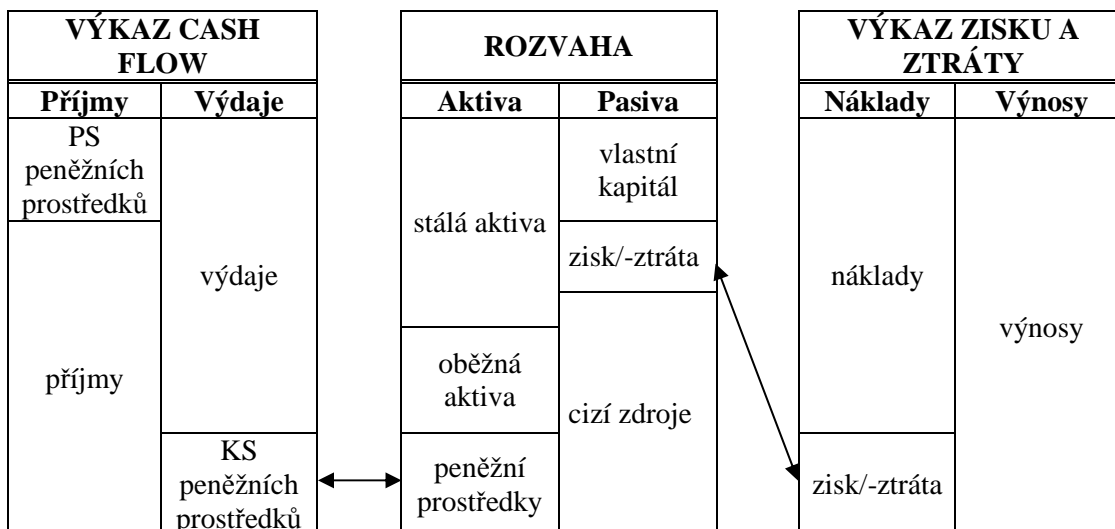 VÝKAZ CASH
FLOW
Příjmy
Výdaje
PS
peněžních
prostředků
příjmy
výdaje
KS
peněžních
prostředků
ROZVAHA
Aktiva
Pasiva
stálá aktiva
oběžná
aktiva
peněžní
prostředky
vlastní
kapitál
zisk/-ztráta
cizí zdroje
VÝKAZ ZISKU A
ZTRÁTY
Náklady
Výnosy
náklady
zisk/-ztráta
výnosy